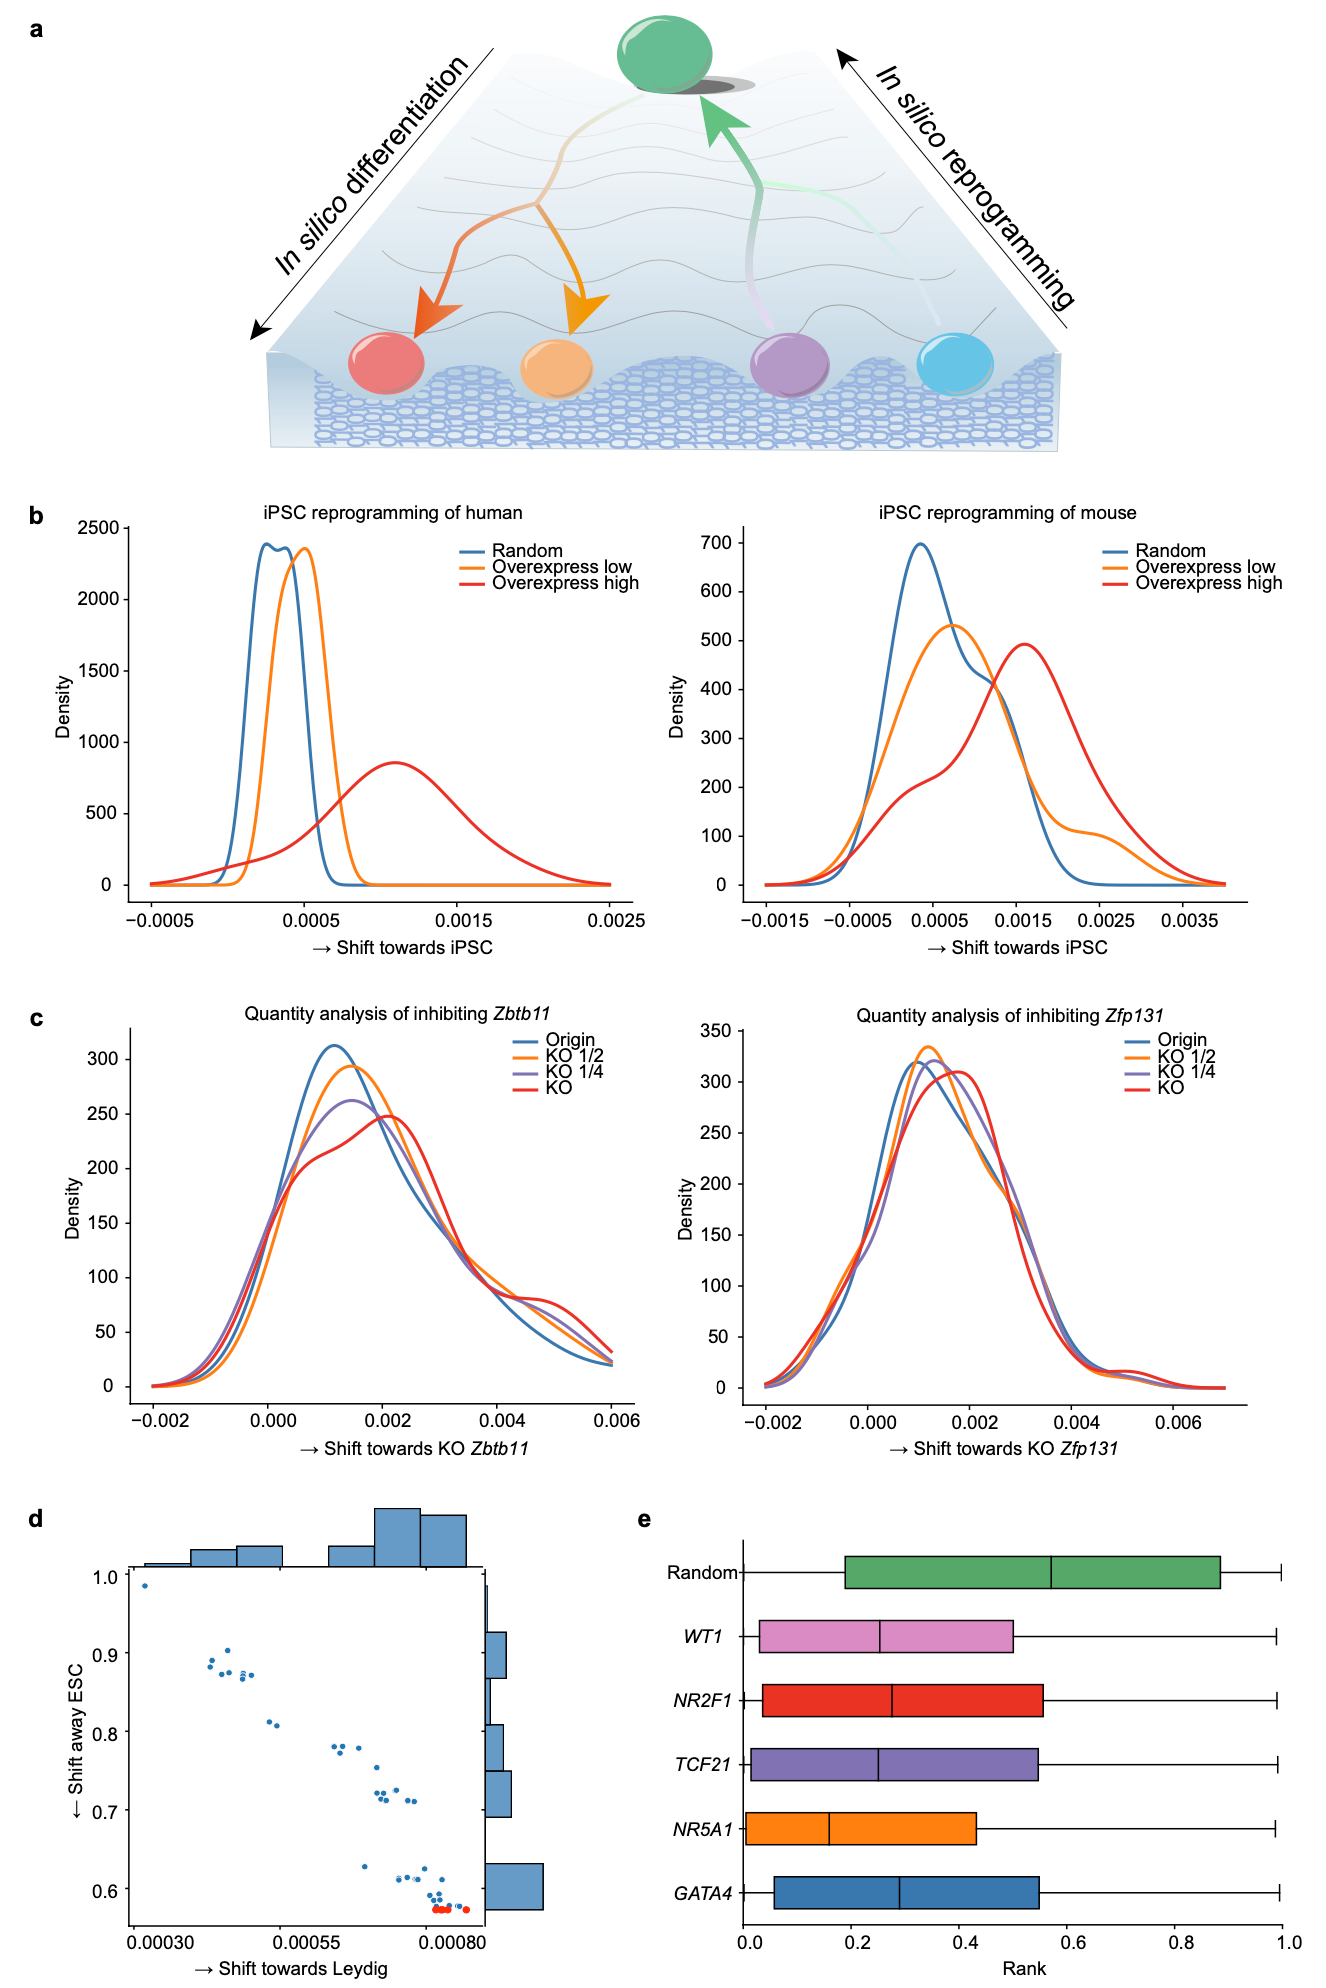 a
In silico differentiation
In silico reprogramming
b
iPSC reprogramming of human
2500
2000
1500
1000
500
0
Density
Random
Overexpress low
Overexpress high
−0.0005
0.0005
0.0015
0.0025
→ Shift towards iPSC
iPSC reprogramming of mouse
700
600
500
400
300
200
100
0
Density
Random
Overexpress low
Overexpress high
−0.0015
−0.0005
0.0005
0.0015
0.0025
0.0035
→ Shift towards iPSC
c
Quantity analysis of inhibiting Zbtb11
300
250
200
150
100
50
0
Density
Origin
KO 1/2
KO 1/4
KO
−0.002
0.000
0.002
0.004
0.006
→ Shift towards KO Zbtb11
Quantity analysis of inhibiting Zfp131
350
300
250
200
150
100
50
0
Density
Origin
KO 1/2
KO 1/4
KO
−0.002
0.000
0.002
0.004
0.006
→ Shift towards KO Zfp131
d
1.0
0.9
0.8
0.7
0.6
← Shift away ESC
0.00030
0.00055
0.00080
→ Shift towards Leydig
e
Random
WT1
NR2F1
TCF21
NR5A1
GATA4
0.0
0.2
0.4
0.6
0.8
1.0
Rank